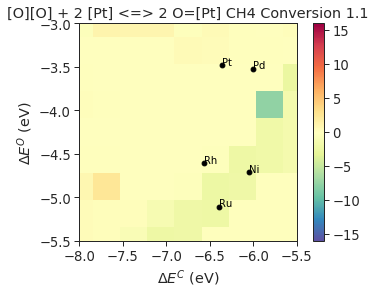 [O][O] + 2 [Pt] <=> 2 O=[Pt] CH4 Conversion 1.1
−3.0
−3.5
−4.0
−4.5
−5.0
−5.5
ΔE^O (eV)
Pt
Pd
Rh
Ni
Ru
−8.0 −7.5 −7.0 −6.5 −6.0 −5.5
ΔE^C (eV)
15
10
5
0
−5
−10
−15